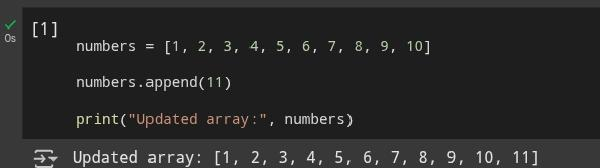 [1]
0s
numbers = [1, 2, 3, 4, 5, 6, 7, 8, 9, 10]
numbers.append(11)
print("Updated array:", numbers)
Updated array: [1, 2, 3, 4, 5, 6, 7, 8, 9, 10, 11]